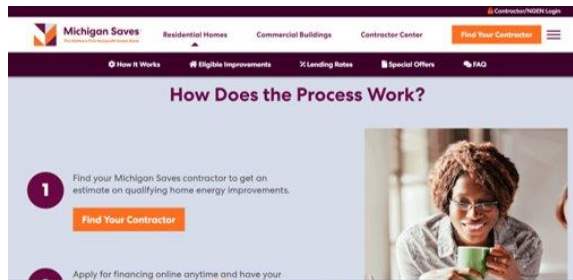 Contractor/NGEN Login
Michigan Saves
The Nation's First Nonprofit Green Bank
Residential Homes
Commercial Buildings
Contractor Center
Find Your Contractor
How It Works
Eligible Improvements
Lending Rates
Special Offers
FAQ
How Does the Process Work?
1
Find your Michigan Saves contractor to get an
estimate on qualifying home energy improvements.
Find Your Contractor
Apply for financing online anytime and have your